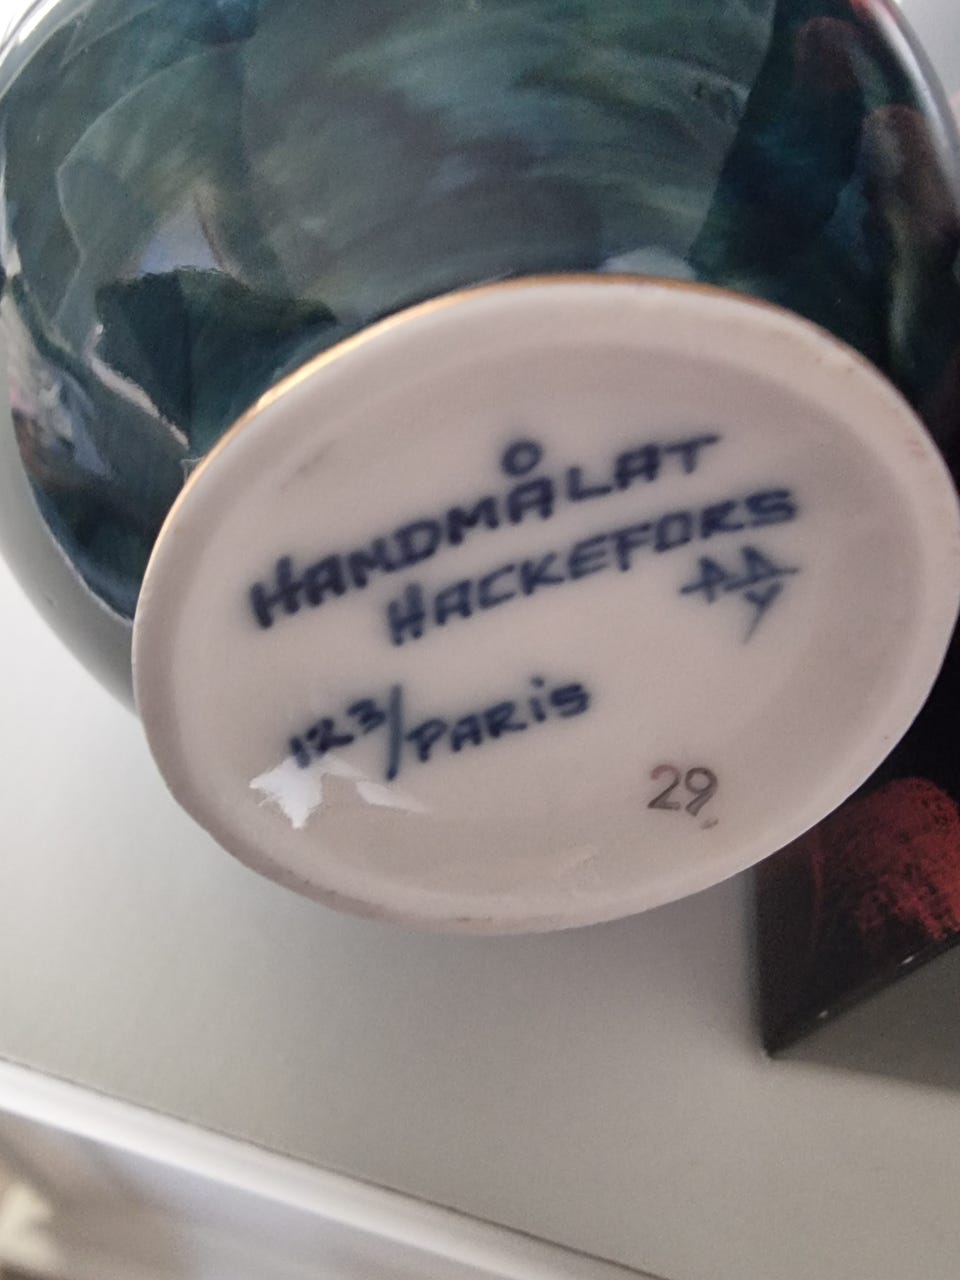 HANDMÅLAT
HACKEFORS
123/PARiS
29